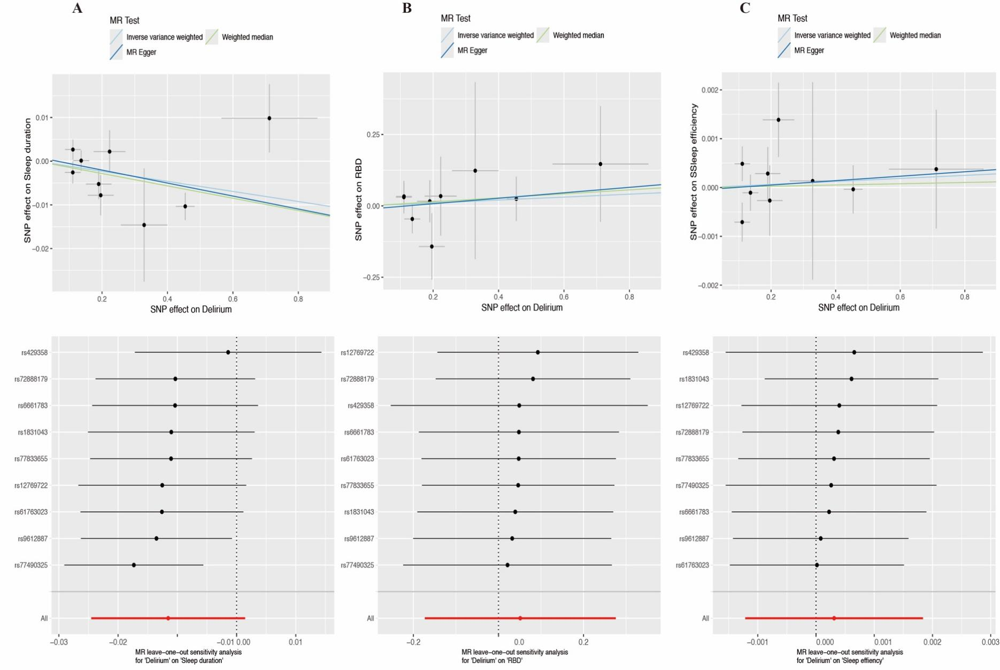 A
MR Test
Inverse variance weighted
Weighted median
MR Egger
SNP effect on Sleep duration
0.01
0.00
−0.01
−0.02
0.2 0.4 0.6 0.8
SNP effect on Delirium
B
MR Test
Inverse variance weighted
Weighted median
MR Egger
SNP effect on RBD
0.25
0.00
−0.25
0.2 0.4 0.6 0.8
SNP effect on Delirium
C
MR Test
Inverse variance weighted
Weighted median
MR Egger
SNP effect on SSleep efficiency
0.002
0.001
0.000
−0.001
−0.002
0.2 0.4 0.6 0.8
SNP effect on Delirium
rs429358
rs72888179
rs6661783
rs1831043
rs77833655
rs12769722
rs61763023
rs9612887
rs77490325
All
−0.03 −0.02 −0.01 0.00 0.01
MR leave−one−out sensitivity analysis
for 'Delirium' on 'Sleep duration'
rs12769722
rs72888179
rs429358
rs6661783
rs61763023
rs77833655
rs1831043
rs9612887
rs77490325
All
−0.2 0.0 0.2
MR leave−one−out sensitivity analysis
for 'Delirium' on 'RBD'
rs429358
rs1831043
rs12769722
rs72888179
rs77833655
rs77490325
rs6661783
rs9612887
rs61763023
All
−0.001 0.000 0.001 0.002 0.003
MR leave−one−out sensitivity analysis
for 'Delirium' on 'Sleep effiency'